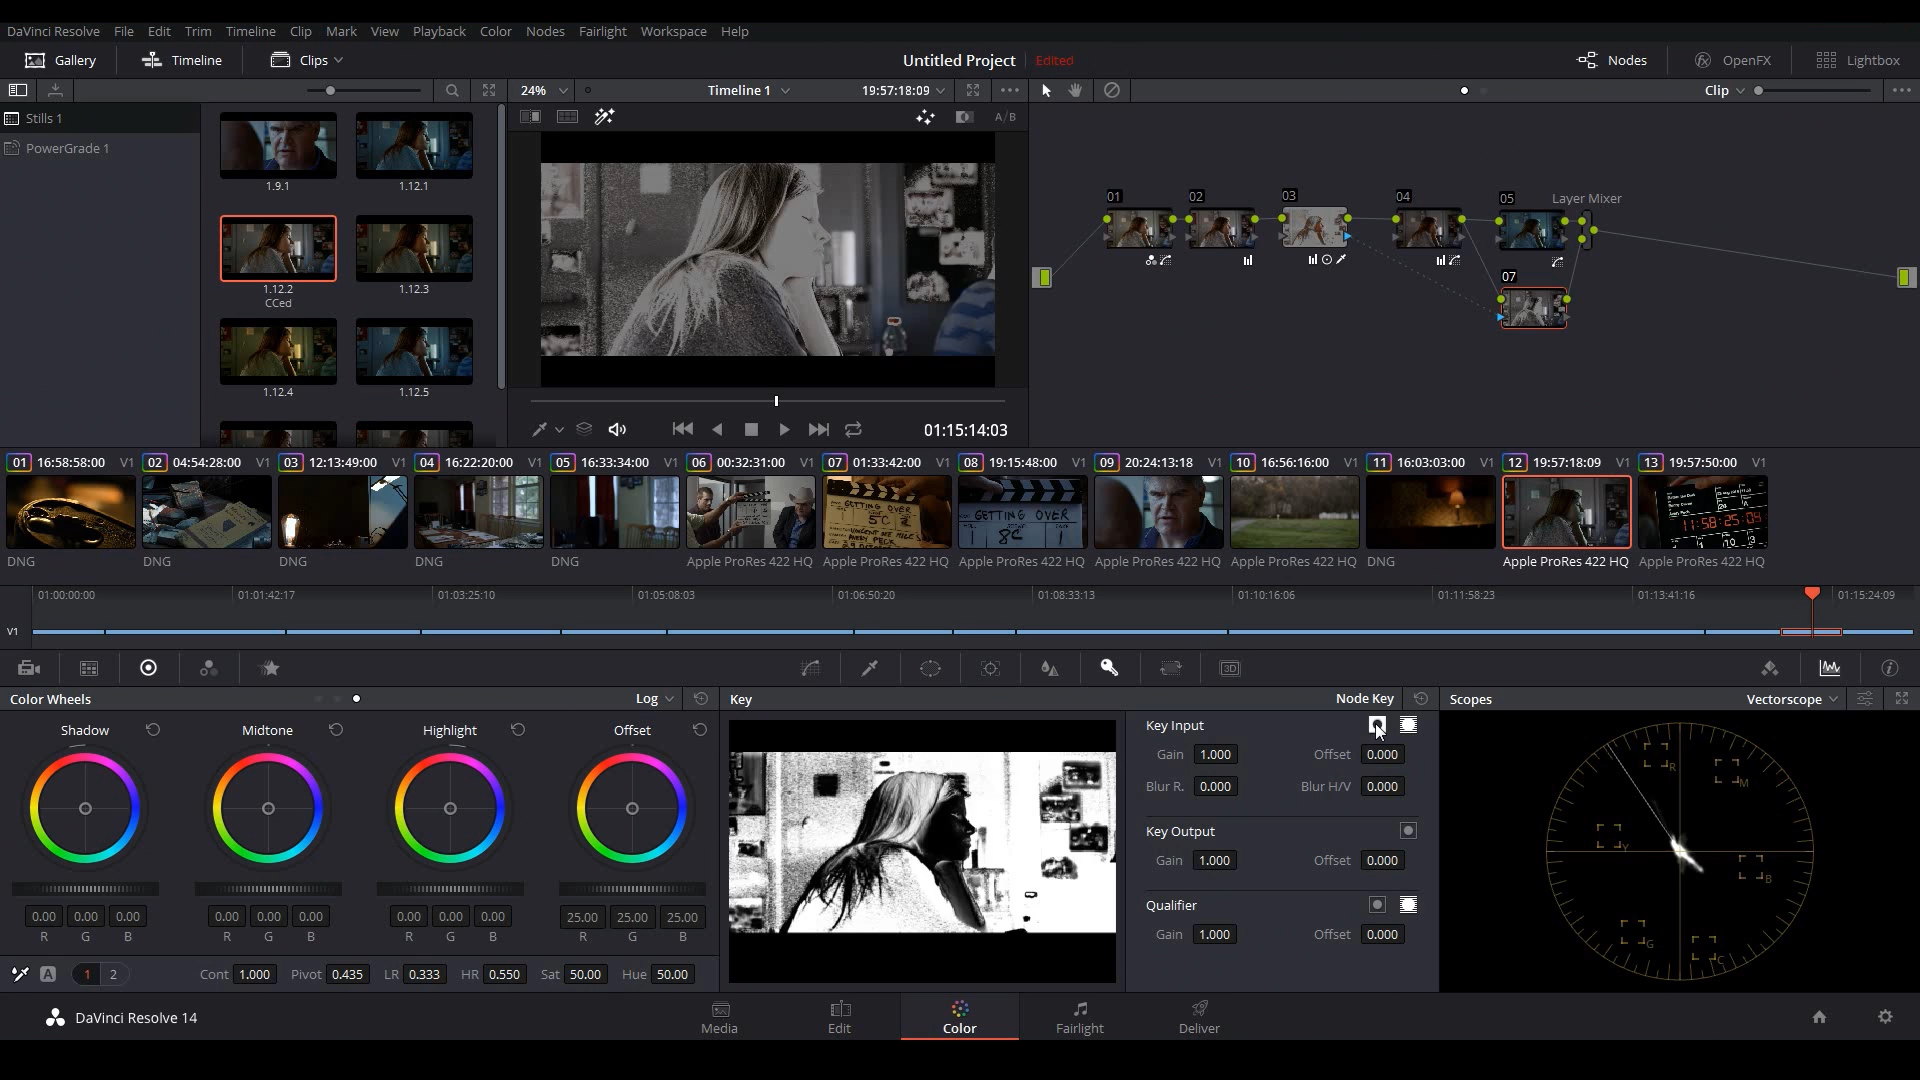 DaVinci Resolve File Edit Trim Timeline Clip Mark View Playback Color Nodes Fairlight Workspace Help
Gallery Timeline Clips Untitled Project Edited Nodes OpenFX Lightbox
24% Timeline 1 19:57:18:09 Clip
Stills 1
PowerGrade 1
1.9.1 1.12.1
1.12.2 1.12.3
CCed
1.12.4 1.12.5
A/B
01:15:14:03
01 02 03 04 05 Layer Mixer
07
01 16:58:58:00 V1 02 04:54:28:00 V1 03 12:13:49:00 V1 04 16:22:20:00 V1 05 16:33:34:00 V1 06 00:32:31:00 V1 07 01:33:42:00 V1 08 19:15:48:00 V1 09 20:24:13:18 V1 10 16:56:16:00 V1 11 16:03:03:00 V1 12 19:57:18:09 V1 13 19:57:50:00 V1
GETTING OVER
5C 2
GETTING OVER
8C 1
11:58:25:04
DNG DNG DNG DNG DNG Apple ProRes 422 HQ Apple ProRes 422 HQ Apple ProRes 422 HQ Apple ProRes 422 HQ Apple ProRes 422 HQ DNG Apple ProRes 422 HQ Apple ProRes 422 HQ
01:00:00:00 01:01:42:17 01:03:25:10 01:05:08:03 01:06:50:20 01:08:33:13 01:10:16:06 01:11:58:23 01:13:41:16 01:15:24:09
V1
3D
Color Wheels Log
Shadow Midtone Highlight Offset
0.00 0.00 0.00 0.00 0.00 0.00 0.00 0.00 0.00 25.00 25.00 25.00
R G B R G B R G B R G B
A 1 2 Cont 1.000 Pivot 0.435 LR 0.333 HR 0.550 Sat 50.00 Hue 50.00
Key Node Key
Key Input
Gain 1.000 Offset 0.000
Blur R. 0.000 Blur H/V 0.000
Key Output
Gain 1.000 Offset 0.000
Qualifier
Gain 1.000 Offset 0.000
Scopes Vectorscope
R M
Y B
G C
DaVinci Resolve 14
Media Edit Color Fairlight Deliver